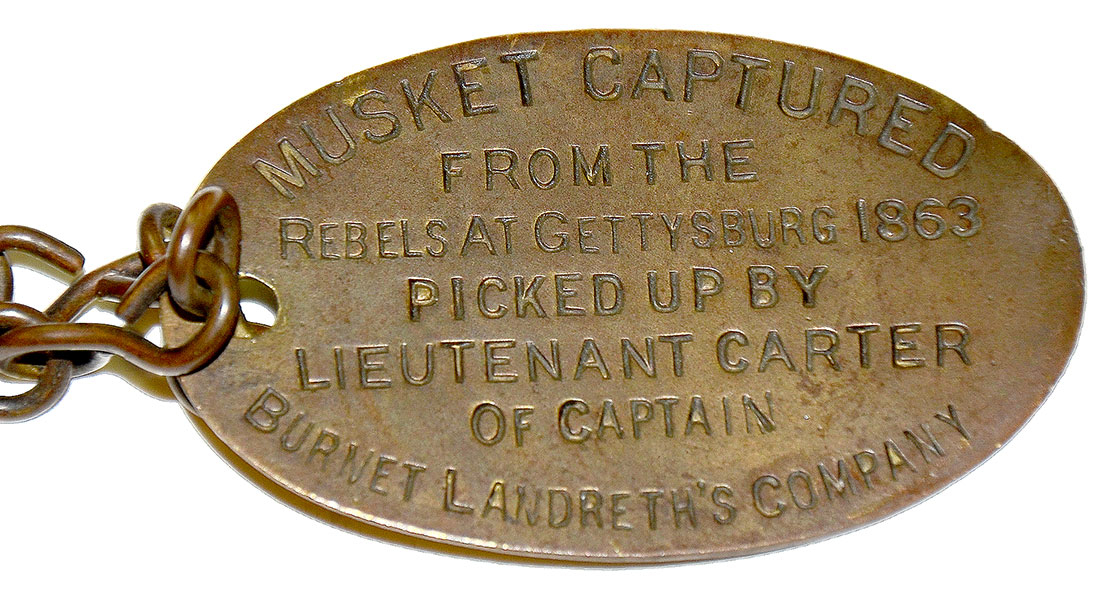 MUSKET CAPTURED
FROM THE
REBELS AT GETTYSBURG 1863
PICKED UP BY
LIEUTENANT CARTER
OF CAPTAIN
BURNET LANDRETH'S COMPANY